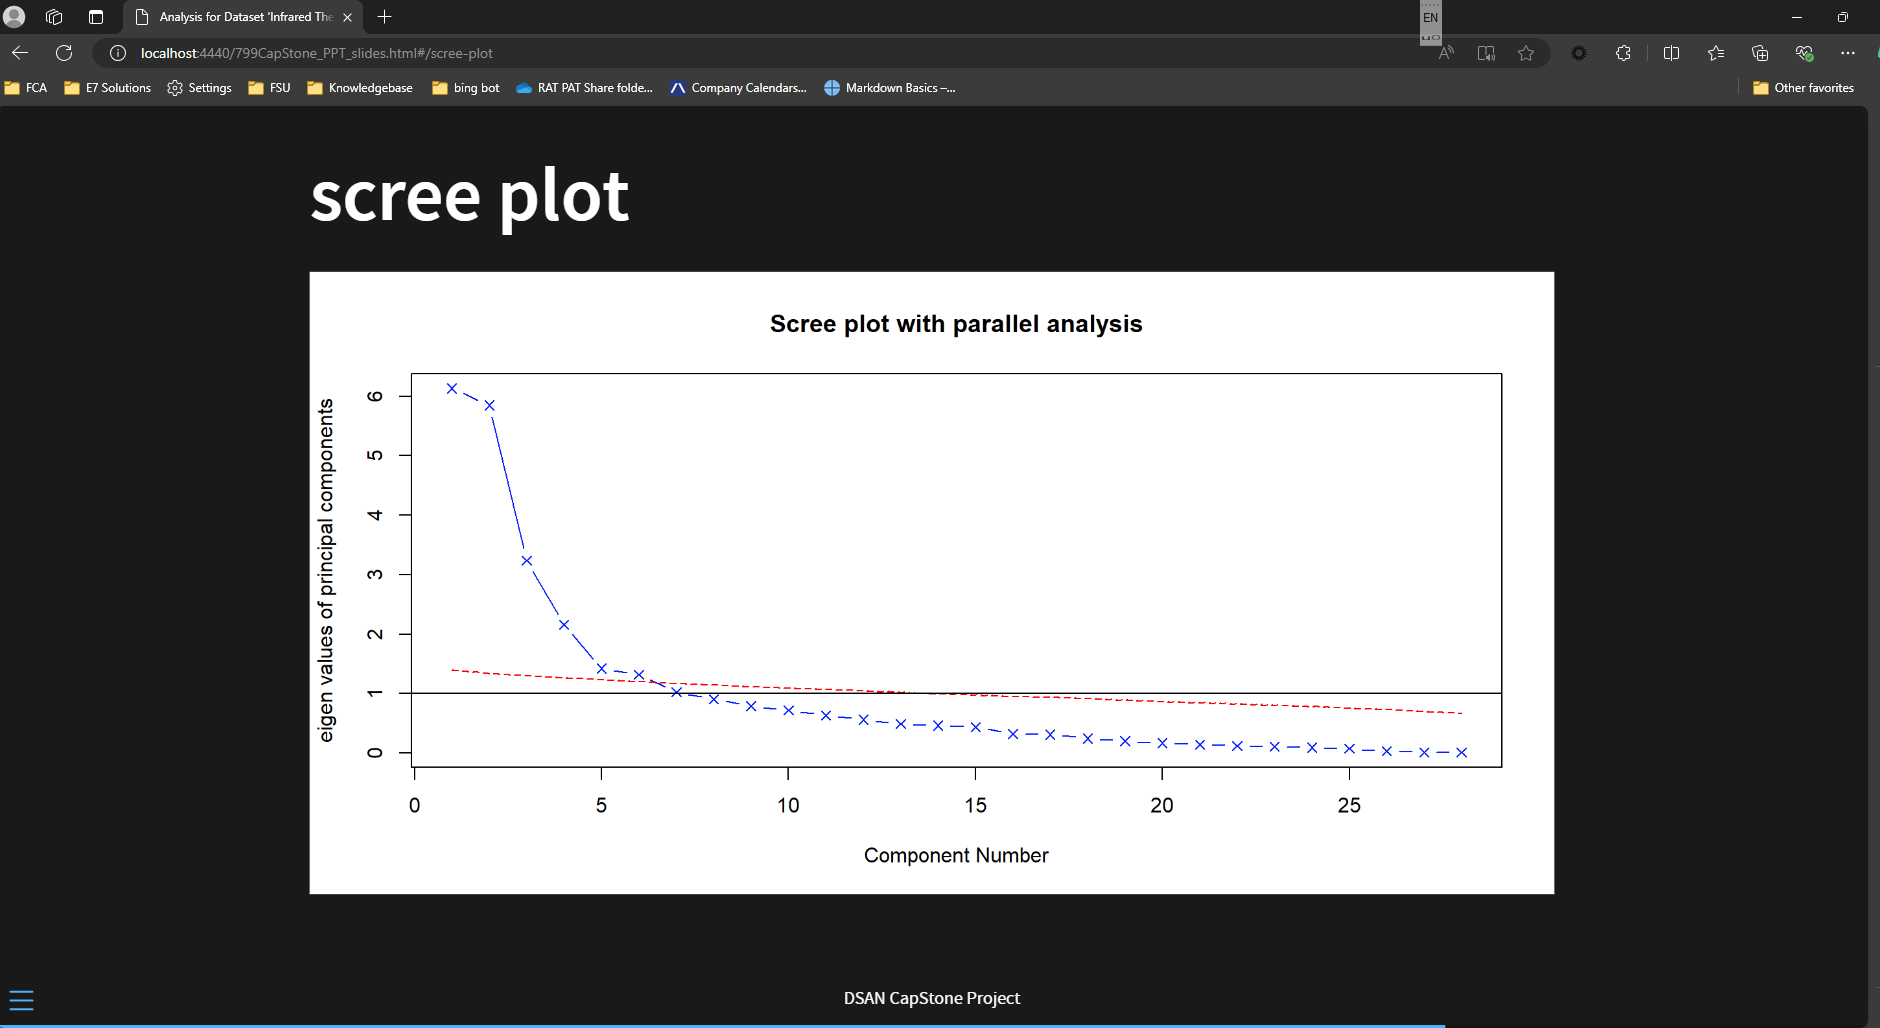 Analysis for Dataset 'Infrared The
EN
localhost:4440/799CapStone_PPT_slides.html#/scree-plot
FCA
E7 Solutions
Settings
FSU
Knowledgebase
bing bot
RAT PAT Share folde...
Company Calendars...
Markdown Basics –...
Other favorites
scree plot
Scree plot with parallel analysis
eigen values of principal components
6
5
4
3
2
1
0
0 5 10 15 20 25
Component Number
DSAN CapStone Project